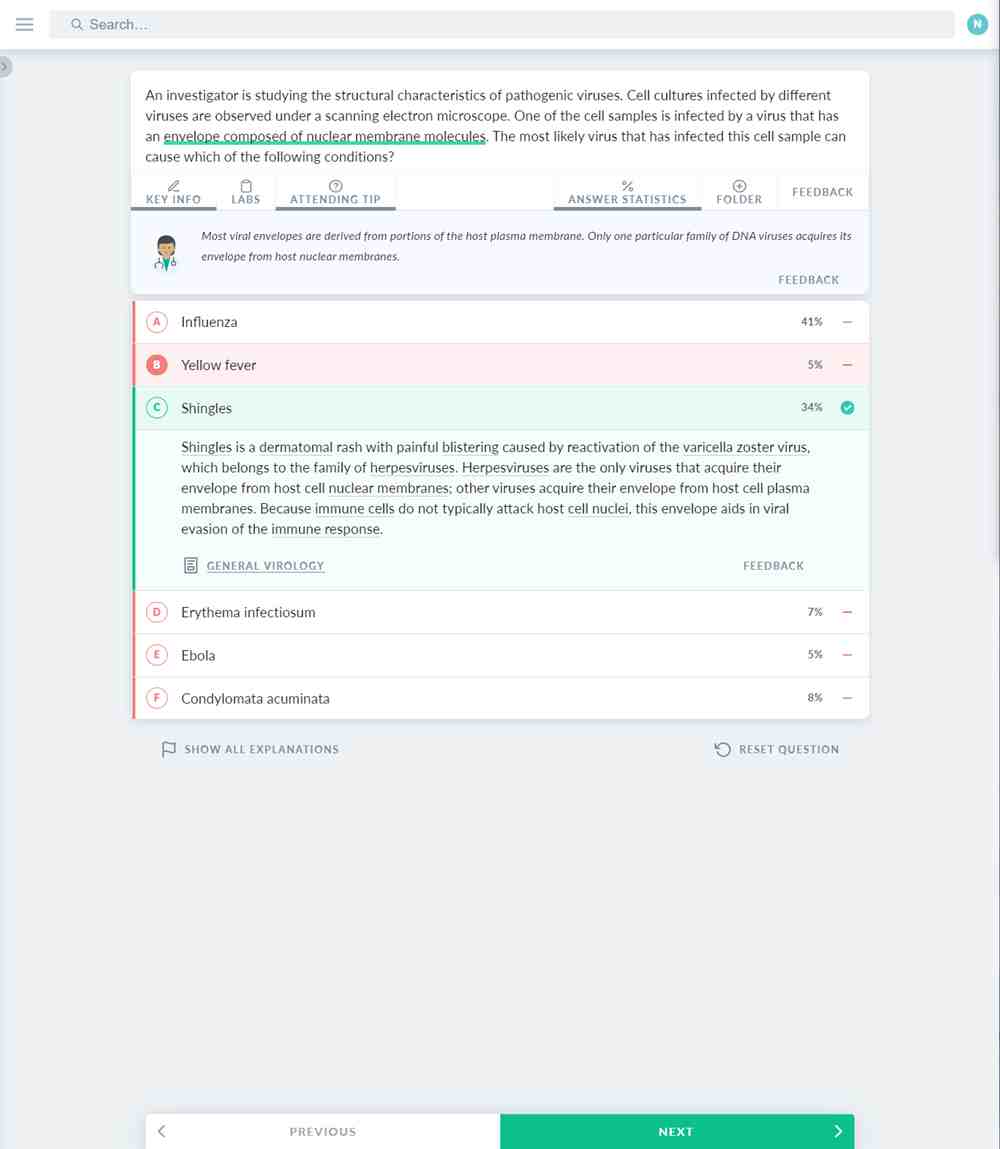 Search...
N
An investigator is studying the structural characteristics of pathogenic viruses. Cell cultures infected by different
viruses are observed under a scanning electron microscope. One of the cell samples is infected by a virus that has
an envelope composed of nuclear membrane molecules. The most likely virus that has infected this cell sample can
cause which of the following conditions?
KEY INFO LABS ATTENDING TIP ANSWER STATISTICS FOLDER FEEDBACK
Most viral envelopes are derived from portions of the host plasma membrane. Only one particular family of DNA viruses acquires its
envelope from host nuclear membranes.
FEEDBACK
A Influenza 41%
B Yellow fever 5%
C Shingles 34%
Shingles is a dermatomal rash with painful blistering caused by reactivation of the varicella zoster virus,
which belongs to the family of herpesviruses. Herpesviruses are the only viruses that acquire their
envelope from host cell nuclear membranes; other viruses acquire their envelope from host cell plasma
membranes. Because immune cells do not typically attack host cell nuclei, this envelope aids in viral
evasion of the immune response.
GENERAL VIROLOGY FEEDBACK
D Erythema infectiosum 7%
E Ebola 5%
F Condylomata acuminata 8%
SHOW ALL EXPLANATIONS RESET QUESTION
PREVIOUS NEXT